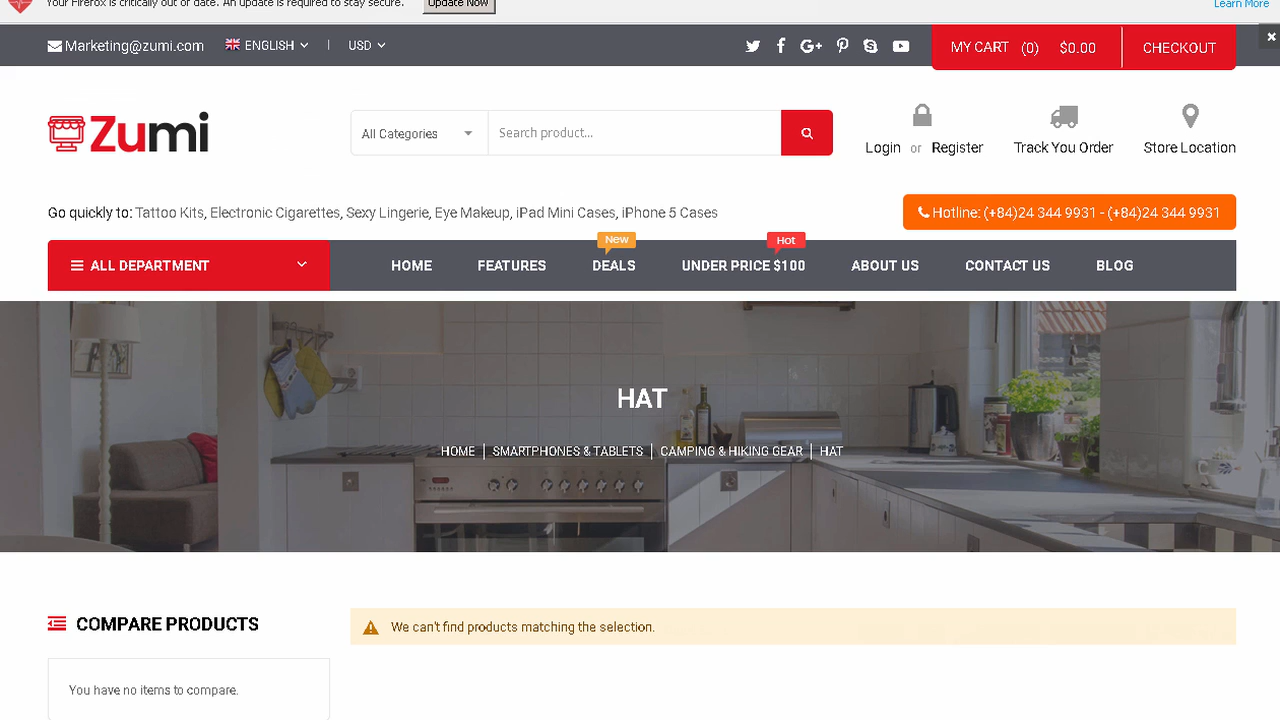 Your Firefox is critically out of date. An update is required to stay secure. Update Now Learn More
Marketing@zumi.com ENGLISH USD MY CART (0) $0.00 CHECKOUT
Zumi All Categories Search product... Login or Register Track You Order Store Location
Go quickly to: Tattoo Kits, Electronic Cigarettes, Sexy Lingerie, Eye Makeup, iPad Mini Cases, iPhone 5 Cases Hotline: (+84)24 344 9931 - (+84)24 344 9931
New Hot
ALL DEPARTMENT HOME FEATURES DEALS UNDER PRICE $100 ABOUT US CONTACT US BLOG
HAT
HOME | SMARTPHONES & TABLETS | CAMPING & HIKING GEAR | HAT
COMPARE PRODUCTS We can't find products matching the selection.
You have no items to compare.